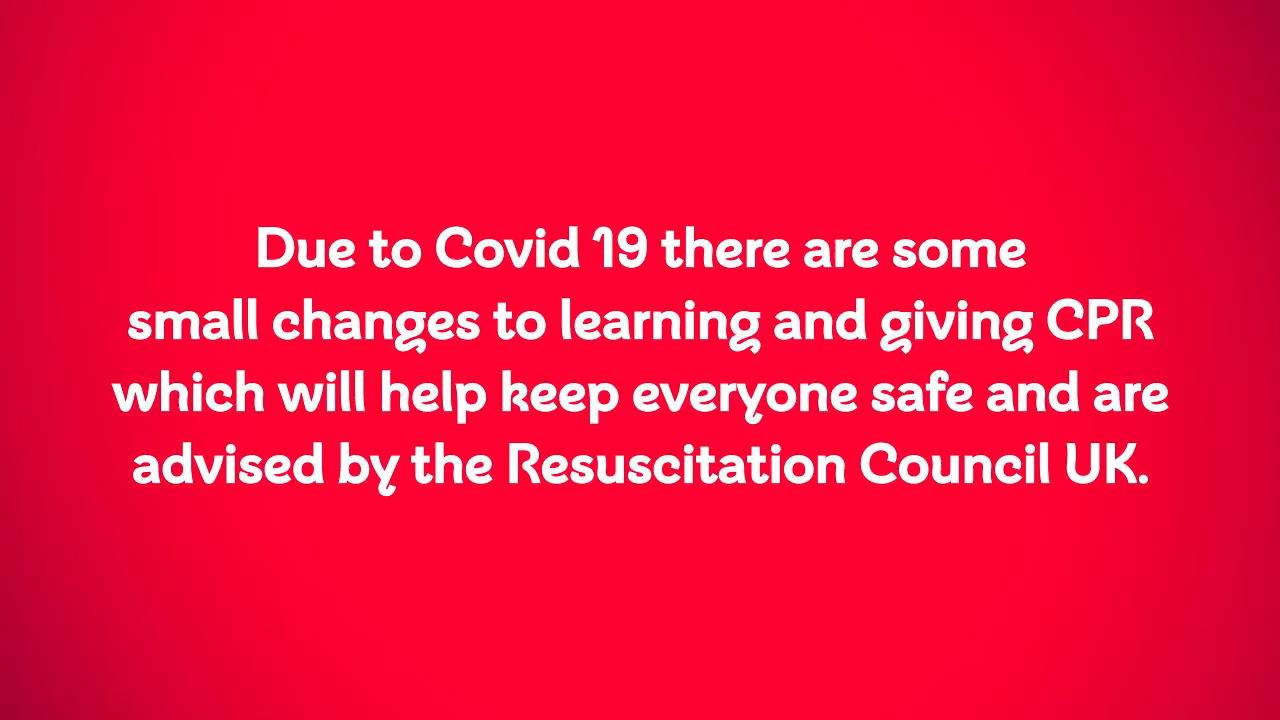 Due to Covid 19 there are some
small changes to learning and giving CPR
which will help keep everyone safe and are
advised by the Resuscitation Council UK.